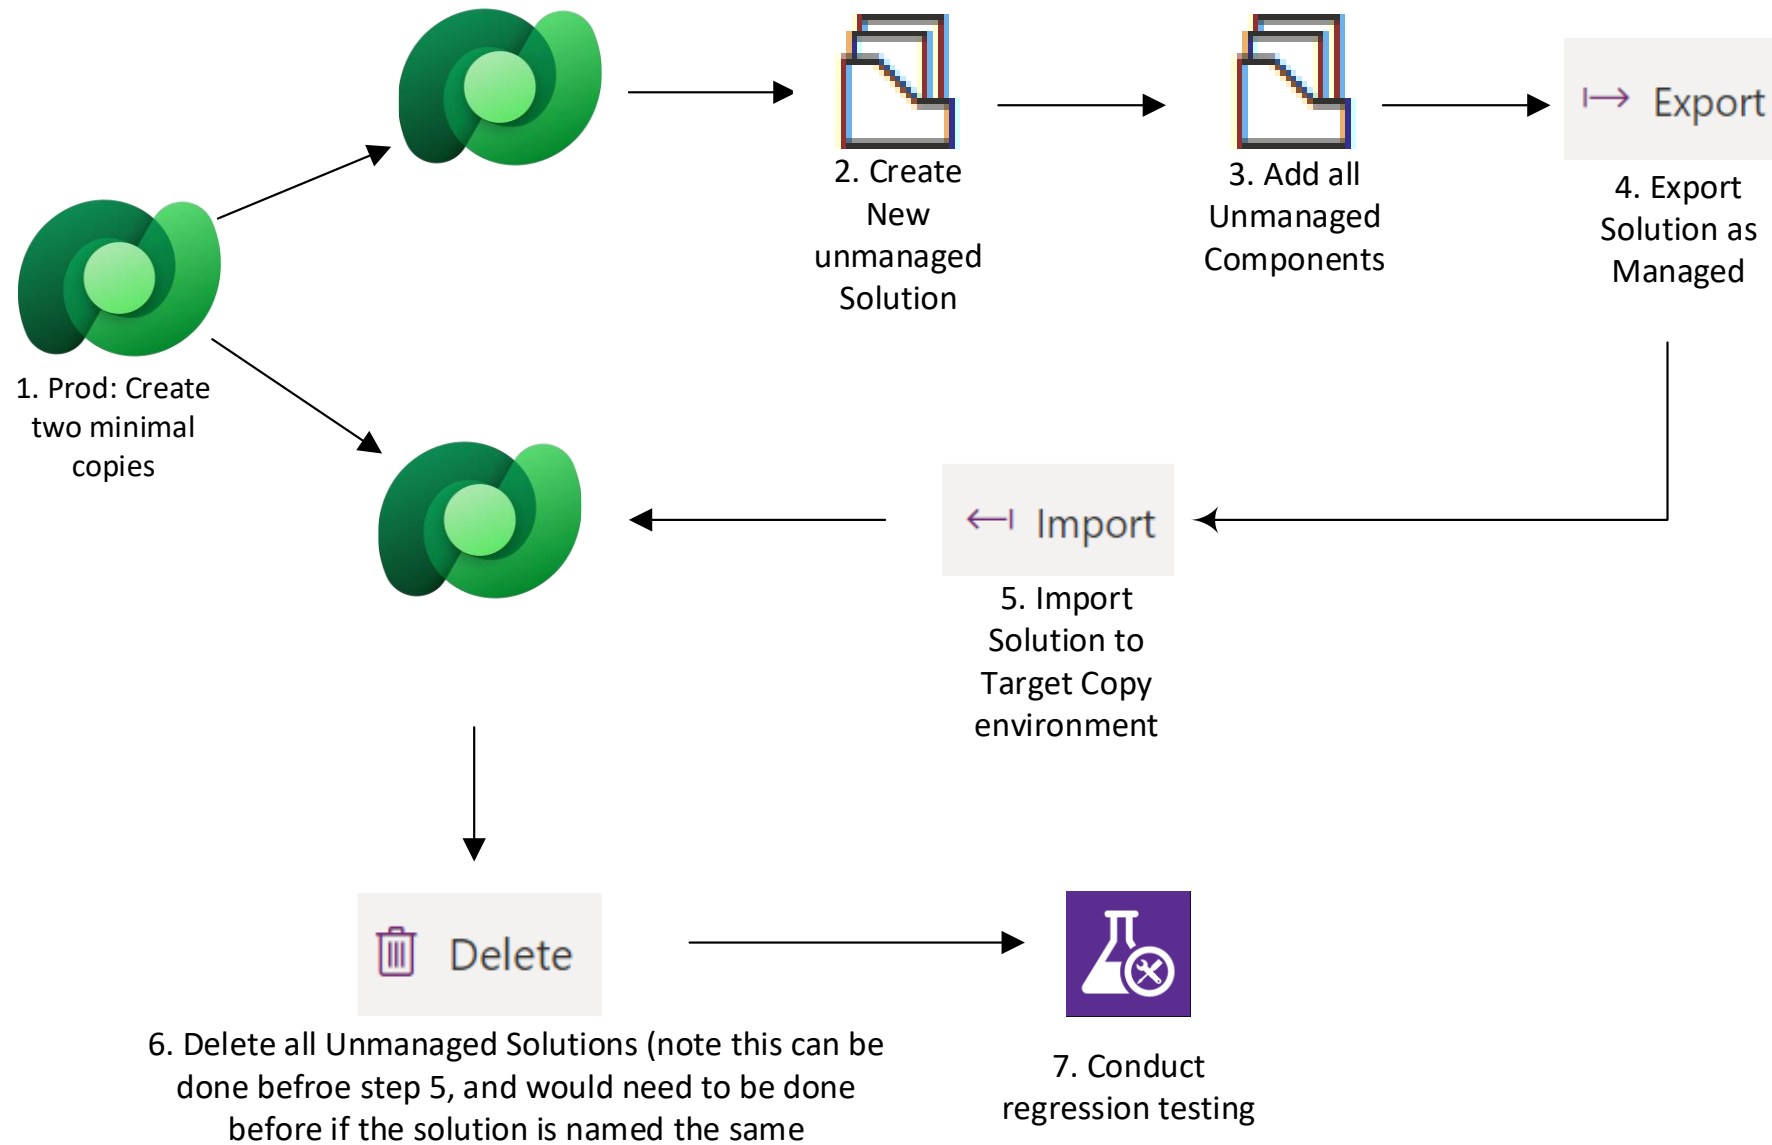 1. Prod: Create
two minimal
copies
2. Create
New
unmanaged
Solution
3. Add all
Unmanaged
Components
Export
4. Export
Solution as
Managed
Import
5. Import
Solution to
Target Copy
environment
Delete
6. Delete all Unmanaged Solutions (note this can be
done befroe step 5, and would need to be done
before if the solution is named the same
7. Conduct
regression testing